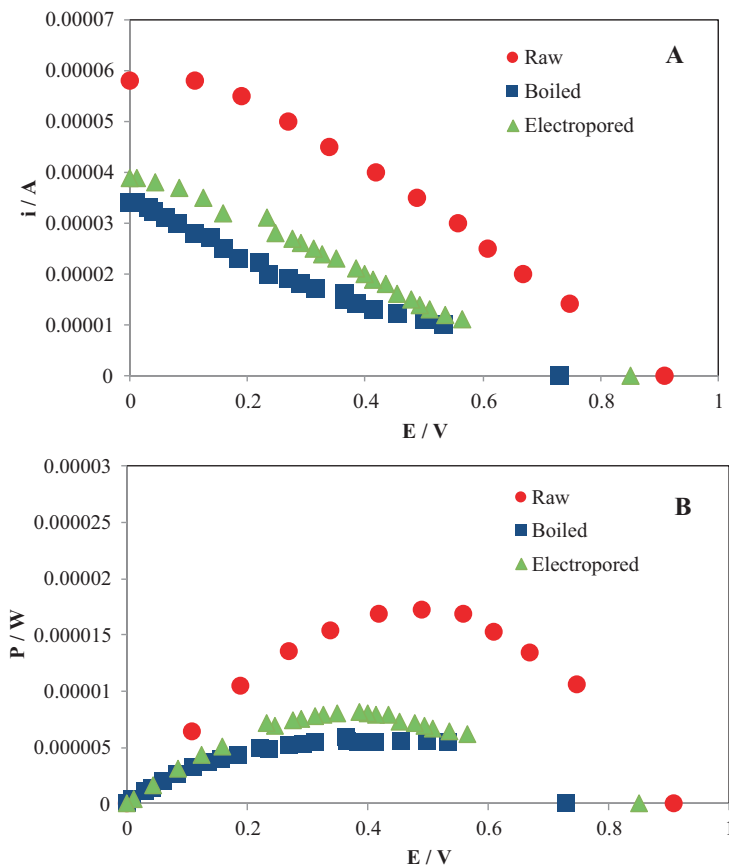 A
i / A
0.00007
0.00006
0.00005
0.00004
0.00003
0.00002
0.00001
0
Raw
Boiled
Electropored
0
0.2
0.4
0.6
0.8
1
E / V
B
P / W
0.00003
0.000025
0.00002
0.000015
0.00001
0.000005
0
Raw
Boiled
Electropored
0
0.2
0.4
0.6
0.8
1
E / V